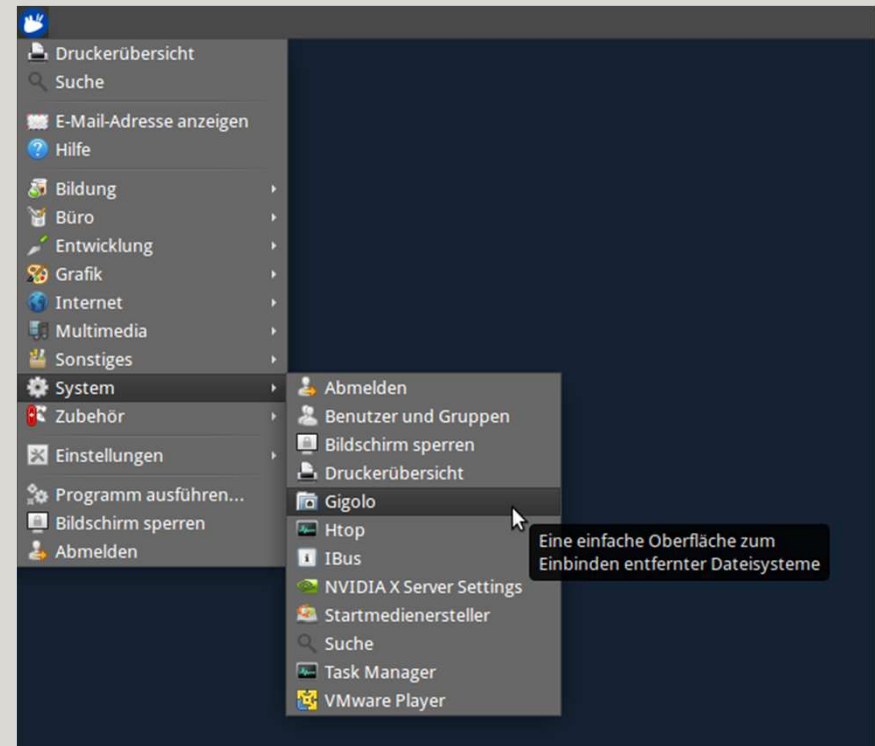 Druckerübersicht
Suche
E-Mail-Adresse anzeigen
Hilfe
Bildung
Büro
Entwicklung
Grafik
Internet
Multimedia
Sonstiges
System
Zubehör
Einstellungen
Programm ausführen...
Bildschirm sperren
Abmelden
Abmelden
Benutzer und Gruppen
Bildschirm sperren
Druckerübersicht
Gigolo
Htop
IBus
NVIDIA X Server Settings
Startmedienersteller
Suche
Task Manager
VMware Player
Eine einfache Oberfläche zum
Einbinden entfernter Dateisysteme